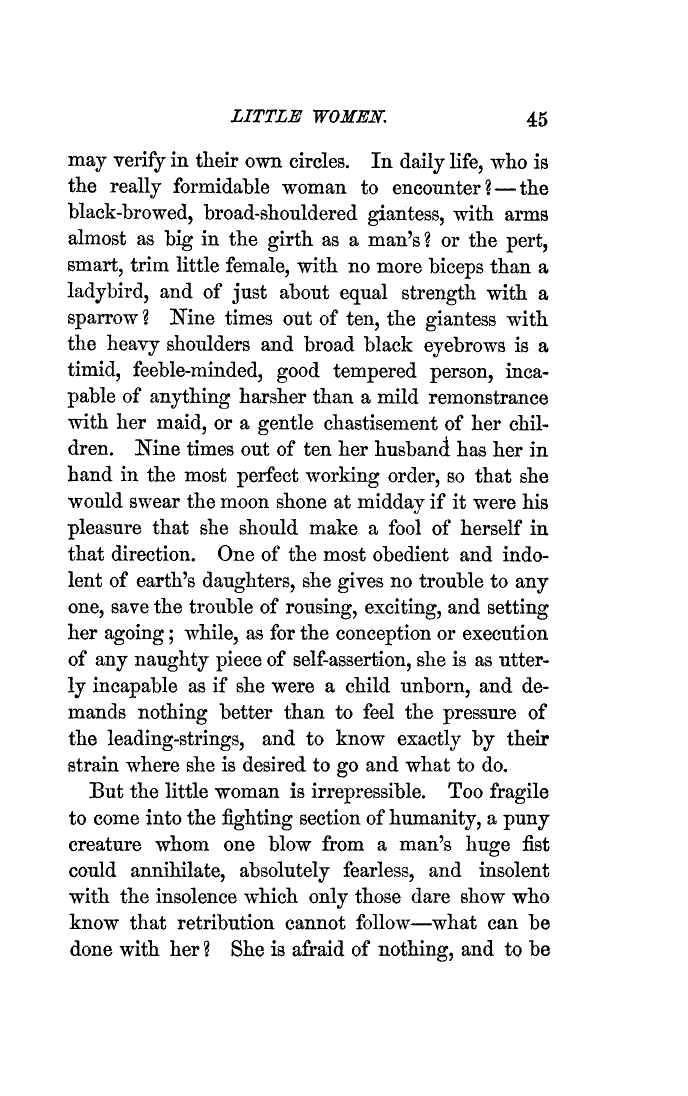 LITTLE WOMEN. 45
may verify in their own circles. In daily life, who is
the really formidable woman to encounter?—the
black-browed, broad-shouldered giantess, with arms
almost as big in the girth as a man's? or the pert,
smart, trim little female, with no more biceps than a
ladybird, and of just about equal strength with a
sparrow? Nine times out of ten, the giantess with
the heavy shoulders and broad black eyebrows is a
timid, feeble-minded, good tempered person, inca-
pable of anything harsher than a mild remonstrance
with her maid, or a gentle chastisement of her chil-
dren. Nine times out of ten her husband has her in
hand in the most perfect working order, so that she
would swear the moon shone at midday if it were his
pleasure that she should make a fool of herself in
that direction. One of the most obedient and indo-
lent of earth's daughters, she gives no trouble to any
one, save the trouble of rousing, exciting, and setting
her agoing; while, as for the conception or execution
of any naughty piece of self-assertion, she is as utter-
ly incapable as if she were a child unborn, and de-
mands nothing better than to feel the pressure of
the leading-strings, and to know exactly by their
strain where she is desired to go and what to do.
But the little woman is irrepressible. Too fragile
to come into the fighting section of humanity, a puny
creature whom one blow from a man's huge fist
could annihilate, absolutely fearless, and insolent
with the insolence which only those dare show who
know that retribution cannot follow—what can be
done with her? She is afraid of nothing, and to be